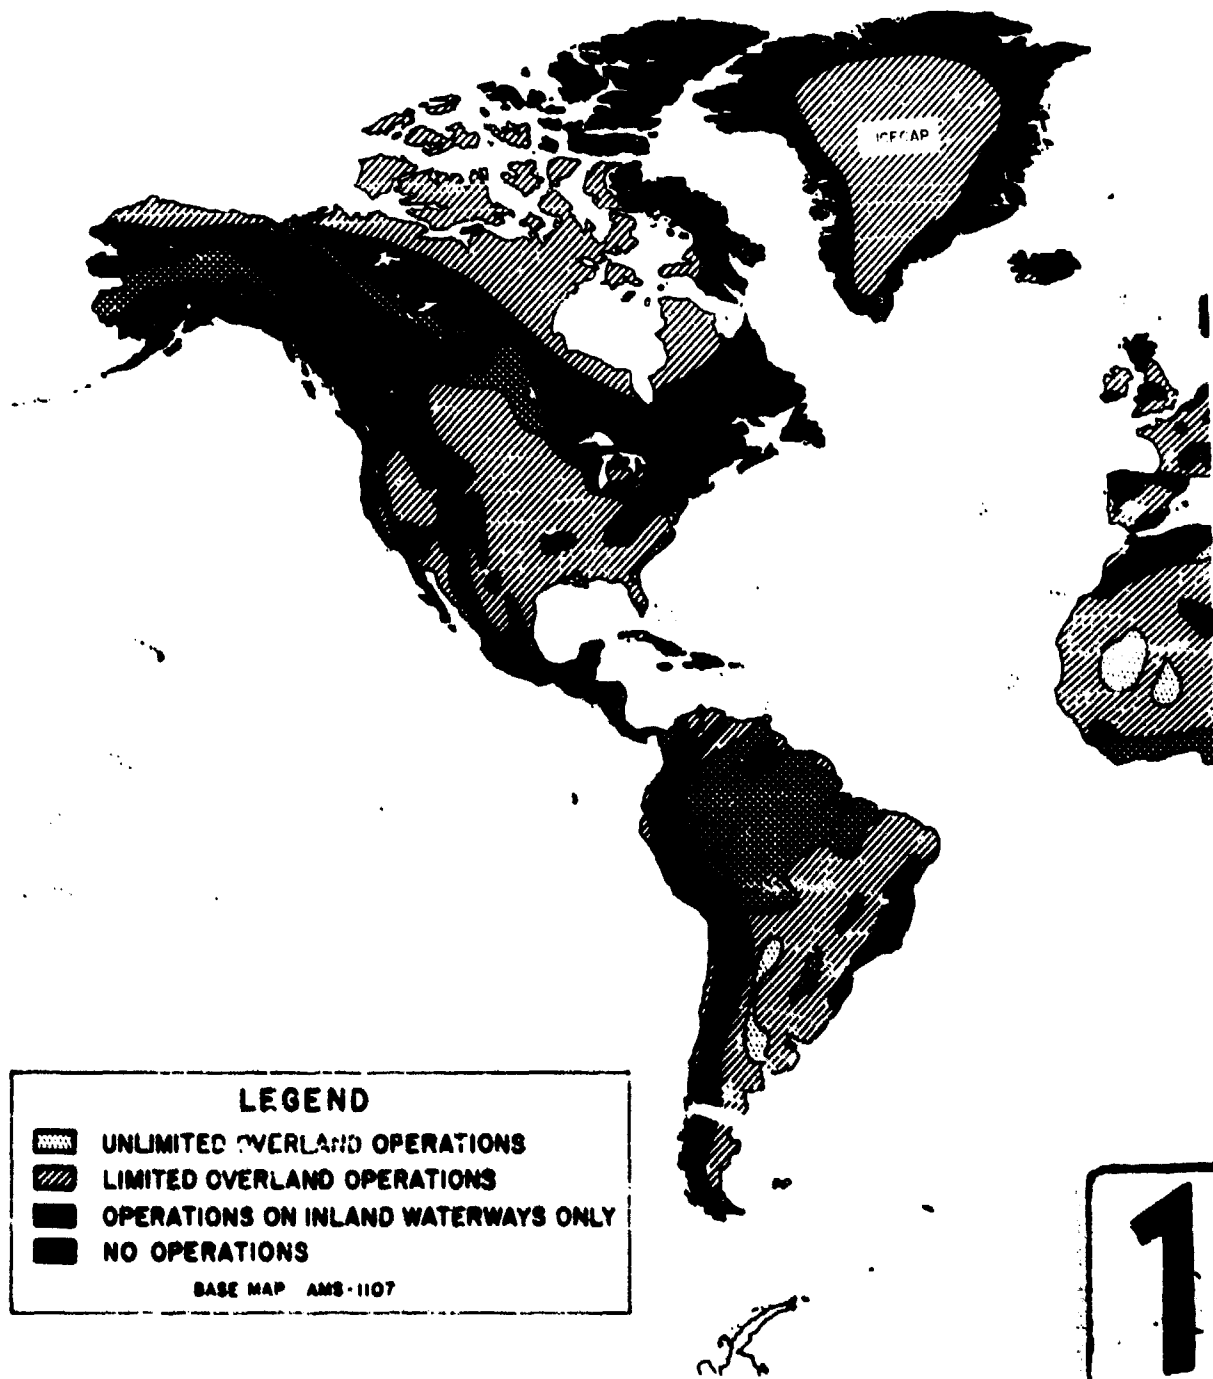 ICECAP
LEGEND
UNLIMITED OVERLAND OPERATIONS
LIMITED OVERLAND OPERATIONS
OPERATIONS ON INLAND WATERWAYS ONLY
NO OPERATIONS
BASE MAP AMS-1107
1